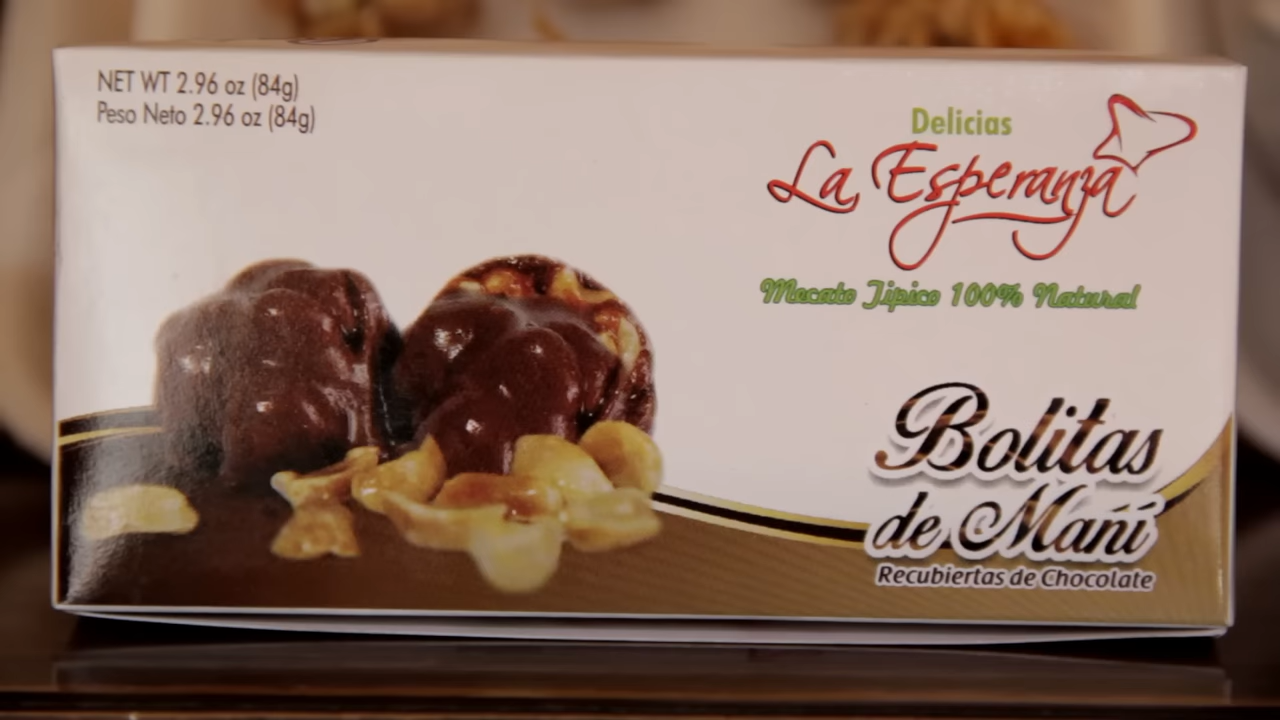 NET WT 2.96 oz (84g)
Peso Neto 2.96 oz (84g)
Delicias
La Esperanza
Mecato Típico 100% Natural
Bolitas
de Maní
Recubiertas de Chocolate